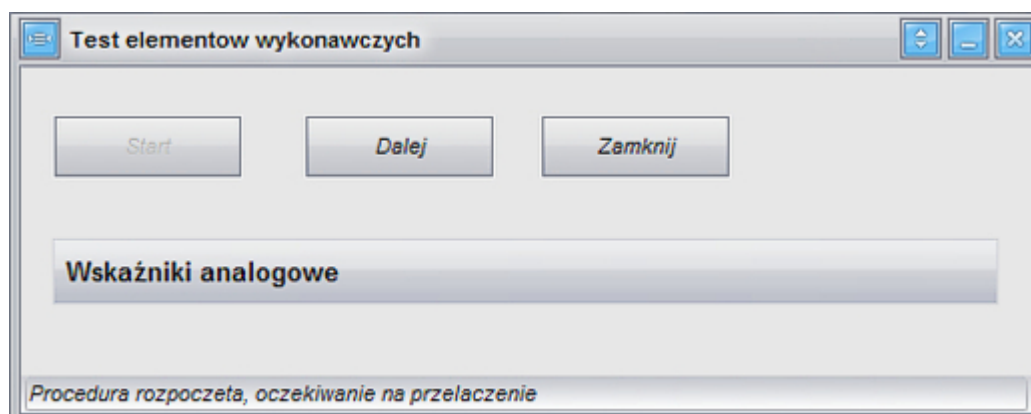 Test elementow wykonawczych
Start Dalej Zamknij
Wskaźniki analogowe
Procedura rozpoczeta, oczekiwanie na przelaczenie